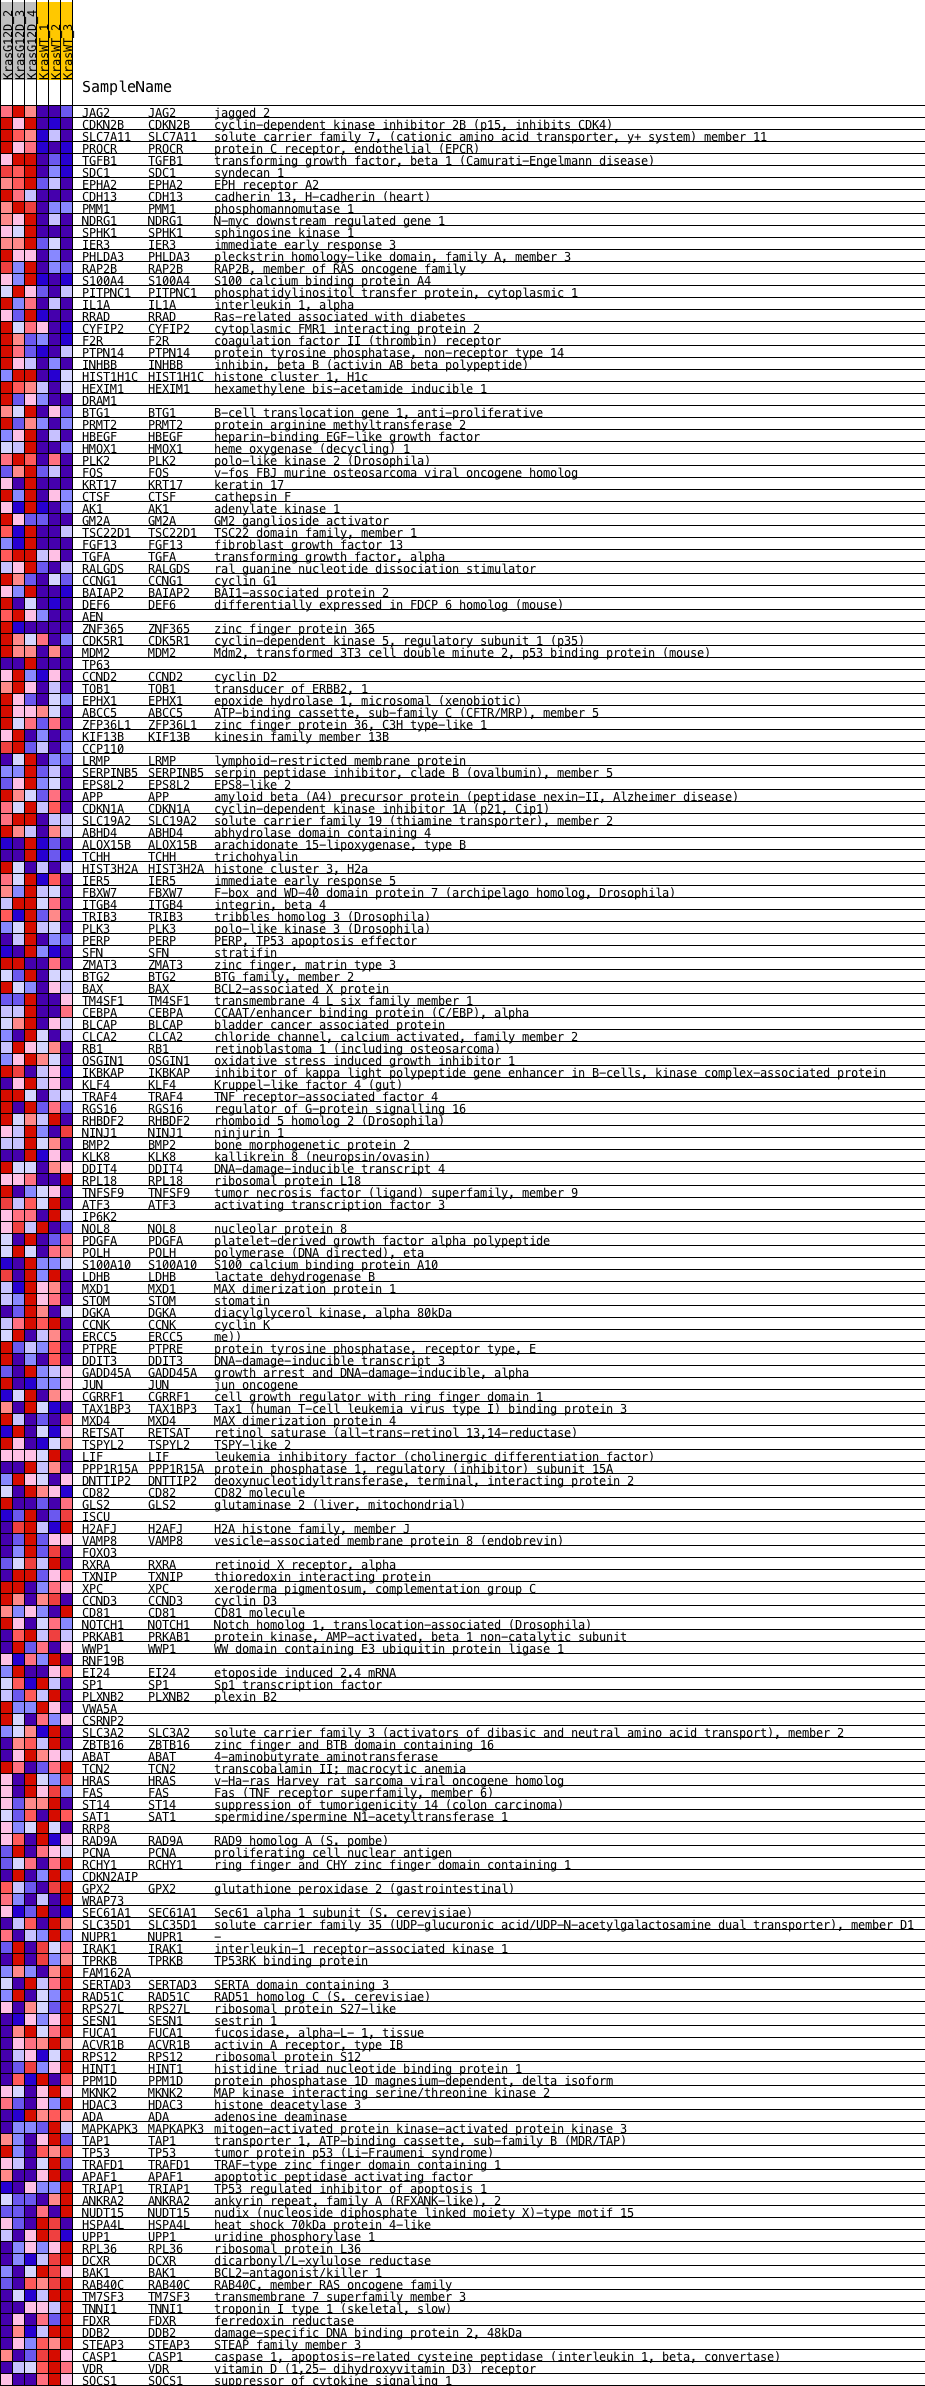 KrasG12D_2
KrasG12D_3
KrasG12D_4
KrasWT_1
KrasWT_2
KrasWT_3
SampleName
JAG2 JAG2 jagged 2
CDKN2B CDKN2B cyclin-dependent kinase inhibitor 2B (p15, inhibits CDK4)
SLC7A11 SLC7A11 solute carrier family 7, (cationic amino acid transporter, y+ system) member 11
PROCR PROCR protein C receptor, endothelial (EPCR)
TGFB1 TGFB1 transforming growth factor, beta 1 (Camurati-Engelmann disease)
SDC1 SDC1 syndecan 1
EPHA2 EPHA2 EPH receptor A2
CDH13 CDH13 cadherin 13, H-cadherin (heart)
PMM1 PMM1 phosphomannomutase 1
NDRG1 NDRG1 N-myc downstream regulated gene 1
SPHK1 SPHK1 sphingosine kinase 1
IER3 IER3 immediate early response 3
PHLDA3 PHLDA3 pleckstrin homology-like domain, family A, member 3
RAP2B RAP2B RAP2B, member of RAS oncogene family
S100A4 S100A4 S100 calcium binding protein A4
PITPNC1 PITPNC1 phosphatidylinositol transfer protein, cytoplasmic 1
IL1A IL1A interleukin 1, alpha
RRAD RRAD Ras-related associated with diabetes
CYFIP2 CYFIP2 cytoplasmic FMR1 interacting protein 2
F2R F2R coagulation factor II (thrombin) receptor
PTPN14 PTPN14 protein tyrosine phosphatase, non-receptor type 14
INHBB INHBB inhibin, beta B (activin AB beta polypeptide)
HIST1H1C HIST1H1C histone cluster 1, H1c
HEXIM1 HEXIM1 hexamethylene bis-acetamide inducible 1
DRAM1
BTG1 BTG1 B-cell translocation gene 1, anti-proliferative
PRMT2 PRMT2 protein arginine methyltransferase 2
HBEGF HBEGF heparin-binding EGF-like growth factor
HMOX1 HMOX1 heme oxygenase (decycling) 1
PLK2 PLK2 polo-like kinase 2 (Drosophila)
FOS FOS v-fos FBJ murine osteosarcoma viral oncogene homolog
KRT17 KRT17 keratin 17
CTSF CTSF cathepsin F
AK1 AK1 adenylate kinase 1
GM2A GM2A GM2 ganglioside activator
TSC22D1 TSC22D1 TSC22 domain family, member 1
FGF13 FGF13 fibroblast growth factor 13
TGFA TGFA transforming growth factor, alpha
RALGDS RALGDS ral guanine nucleotide dissociation stimulator
CCNG1 CCNG1 cyclin G1
BAIAP2 BAIAP2 BAI1-associated protein 2
DEF6 DEF6 differentially expressed in FDCP 6 homolog (mouse)
AEN
ZNF365 ZNF365 zinc finger protein 365
CDK5R1 CDK5R1 cyclin-dependent kinase 5, regulatory subunit 1 (p35)
MDM2 MDM2 Mdm2, transformed 3T3 cell double minute 2, p53 binding protein (mouse)
TP63
CCND2 CCND2 cyclin D2
TOB1 TOB1 transducer of ERBB2, 1
EPHX1 EPHX1 epoxide hydrolase 1, microsomal (xenobiotic)
ABCC5 ABCC5 ATP-binding cassette, sub-family C (CFTR/MRP), member 5
ZFP36L1 ZFP36L1 zinc finger protein 36, C3H type-like 1
KIF13B KIF13B kinesin family member 13B
CCP110
LRMP LRMP lymphoid-restricted membrane protein
SERPINB5 SERPINB5 serpin peptidase inhibitor, clade B (ovalbumin), member 5
EPS8L2 EPS8L2 EPS8-like 2
APP APP amyloid beta (A4) precursor protein (peptidase nexin-II, Alzheimer disease)
CDKN1A CDKN1A cyclin-dependent kinase inhibitor 1A (p21, Cip1)
SLC19A2 SLC19A2 solute carrier family 19 (thiamine transporter), member 2
ABHD4 ABHD4 abhydrolase domain containing 4
ALOX15B ALOX15B arachidonate 15-lipoxygenase, type B
TCHH TCHH trichohyalin
HIST3H2A HIST3H2A histone cluster 3, H2a
IER5 IER5 immediate early response 5
FBXW7 FBXW7 F-box and WD-40 domain protein 7 (archipelago homolog, Drosophila)
ITGB4 ITGB4 integrin, beta 4
TRIB3 TRIB3 tribbles homolog 3 (Drosophila)
PLK3 PLK3 polo-like kinase 3 (Drosophila)
PERP PERP PERP, TP53 apoptosis effector
SFN SFN stratifin
ZMAT3 ZMAT3 zinc finger, matrin type 3
BTG2 BTG2 BTG family, member 2
BAX BAX BCL2-associated X protein
TM4SF1 TM4SF1 transmembrane 4 L six family member 1
CEBPA CEBPA CCAAT/enhancer binding protein (C/EBP), alpha
BLCAP BLCAP bladder cancer associated protein
CLCA2 CLCA2 chloride channel, calcium activated, family member 2
RB1 RB1 retinoblastoma 1 (including osteosarcoma)
OSGIN1 OSGIN1 oxidative stress induced growth inhibitor 1
IKBKAP IKBKAP inhibitor of kappa light polypeptide gene enhancer in B-cells, kinase complex-associated protein
KLF4 KLF4 Kruppel-like factor 4 (gut)
TRAF4 TRAF4 TNF receptor-associated factor 4
RGS16 RGS16 regulator of G-protein signalling 16
RHBDF2 RHBDF2 rhomboid 5 homolog 2 (Drosophila)
NINJ1 NINJ1 ninjurin 1
BMP2 BMP2 bone morphogenetic protein 2
KLK8 KLK8 kallikrein 8 (neuropsin/ovasin)
DDIT4 DDIT4 DNA-damage-inducible transcript 4
RPL18 RPL18 ribosomal protein L18
TNFSF9 TNFSF9 tumor necrosis factor (ligand) superfamily, member 9
ATF3 ATF3 activating transcription factor 3
IP6K2
NOL8 NOL8 nucleolar protein 8
PDGFA PDGFA platelet-derived growth factor alpha polypeptide
POLH POLH polymerase (DNA directed), eta
S100A10 S100A10 S100 calcium binding protein A10
LDHB LDHB lactate dehydrogenase B
MXD1 MXD1 MAX dimerization protein 1
STOM STOM stomatin
DGKA DGKA diacylglycerol kinase, alpha 80kDa
CCNK CCNK cyclin K
ERCC5 ERCC5 me))
PTPRE PTPRE protein tyrosine phosphatase, receptor type, E
DDIT3 DDIT3 DNA-damage-inducible transcript 3
GADD45A GADD45A growth arrest and DNA-damage-inducible, alpha
JUN JUN jun oncogene
CGRRF1 CGRRF1 cell growth regulator with ring finger domain 1
TAX1BP3 TAX1BP3 Tax1 (human T-cell leukemia virus type I) binding protein 3
MXD4 MXD4 MAX dimerization protein 4
RETSAT RETSAT retinol saturase (all-trans-retinol 13,14-reductase)
TSPYL2 TSPYL2 TSPY-like 2
LIF LIF leukemia inhibitory factor (cholinergic differentiation factor)
PPP1R15A PPP1R15A protein phosphatase 1, regulatory (inhibitor) subunit 15A
DNTTIP2 DNTTIP2 deoxynucleotidyltransferase, terminal, interacting protein 2
CD82 CD82 CD82 molecule
GLS2 GLS2 glutaminase 2 (liver, mitochondrial)
ISCU
H2AFJ H2AFJ H2A histone family, member J
VAMP8 VAMP8 vesicle-associated membrane protein 8 (endobrevin)
FOXO3
RXRA RXRA retinoid X receptor, alpha
TXNIP TXNIP thioredoxin interacting protein
XPC XPC xeroderma pigmentosum, complementation group C
CCND3 CCND3 cyclin D3
CD81 CD81 CD81 molecule
NOTCH1 NOTCH1 Notch homolog 1, translocation-associated (Drosophila)
PRKAB1 PRKAB1 protein kinase, AMP-activated, beta 1 non-catalytic subunit
WWP1 WWP1 WW domain containing E3 ubiquitin protein ligase 1
RNF19B
EI24 EI24 etoposide induced 2.4 mRNA
SP1 SP1 Sp1 transcription factor
PLXNB2 PLXNB2 plexin B2
VWA5A
CSRNP2
SLC3A2 SLC3A2 solute carrier family 3 (activators of dibasic and neutral amino acid transport), member 2
ZBTB16 ZBTB16 zinc finger and BTB domain containing 16
ABAT ABAT 4-aminobutyrate aminotransferase
TCN2 TCN2 transcobalamin II; macrocytic anemia
HRAS HRAS v-Ha-ras Harvey rat sarcoma viral oncogene homolog
FAS FAS Fas (TNF receptor superfamily, member 6)
ST14 ST14 suppression of tumorigenicity 14 (colon carcinoma)
SAT1 SAT1 spermidine/spermine N1-acetyltransferase 1
RRP8
RAD9A RAD9A RAD9 homolog A (S. pombe)
PCNA PCNA proliferating cell nuclear antigen
RCHY1 RCHY1 ring finger and CHY zinc finger domain containing 1
CDKN2AIP
GPX2 GPX2 glutathione peroxidase 2 (gastrointestinal)
WRAP73
SEC61A1 SEC61A1 Sec61 alpha 1 subunit (S. cerevisiae)
SLC35D1 SLC35D1 solute carrier family 35 (UDP-glucuronic acid/UDP-N-acetylgalactosamine dual transporter), member D1
NUPR1 NUPR1 -
IRAK1 IRAK1 interleukin-1 receptor-associated kinase 1
TPRKB TPRKB TP53RK binding protein
FAM162A
SERTAD3 SERTAD3 SERTA domain containing 3
RAD51C RAD51C RAD51 homolog C (S. cerevisiae)
RPS27L RPS27L ribosomal protein S27-like
SESN1 SESN1 sestrin 1
FUCA1 FUCA1 fucosidase, alpha-L- 1, tissue
ACVR1B ACVR1B activin A receptor, type IB
RPS12 RPS12 ribosomal protein S12
HINT1 HINT1 histidine triad nucleotide binding protein 1
PPM1D PPM1D protein phosphatase 1D magnesium-dependent, delta isoform
MKNK2 MKNK2 MAP kinase interacting serine/threonine kinase 2
HDAC3 HDAC3 histone deacetylase 3
ADA ADA adenosine deaminase
MAPKAPK3 MAPKAPK3 mitogen-activated protein kinase-activated protein kinase 3
TAP1 TAP1 transporter 1, ATP-binding cassette, sub-family B (MDR/TAP)
TP53 TP53 tumor protein p53 (Li-Fraumeni syndrome)
TRAFD1 TRAFD1 TRAF-type zinc finger domain containing 1
APAF1 APAF1 apoptotic peptidase activating factor
TRIAP1 TRIAP1 TP53 regulated inhibitor of apoptosis 1
ANKRA2 ANKRA2 ankyrin repeat, family A (RFXANK-like), 2
NUDT15 NUDT15 nudix (nucleoside diphosphate linked moiety X)-type motif 15
HSPA4L HSPA4L heat shock 70kDa protein 4-like
UPP1 UPP1 uridine phosphorylase 1
RPL36 RPL36 ribosomal protein L36
DCXR DCXR dicarbonyl/L-xylulose reductase
BAK1 BAK1 BCL2-antagonist/killer 1
RAB40C RAB40C RAB40C, member RAS oncogene family
TM7SF3 TM7SF3 transmembrane 7 superfamily member 3
TNNI1 TNNI1 troponin I type 1 (skeletal, slow)
FDXR FDXR ferredoxin reductase
DDB2 DDB2 damage-specific DNA binding protein 2, 48kDa
STEAP3 STEAP3 STEAP family member 3
CASP1 CASP1 caspase 1, apoptosis-related cysteine peptidase (interleukin 1, beta, convertase)
VDR VDR vitamin D (1,25- dihydroxyvitamin D3) receptor
SOCS1 SOCS1 suppressor of cytokine signaling 1